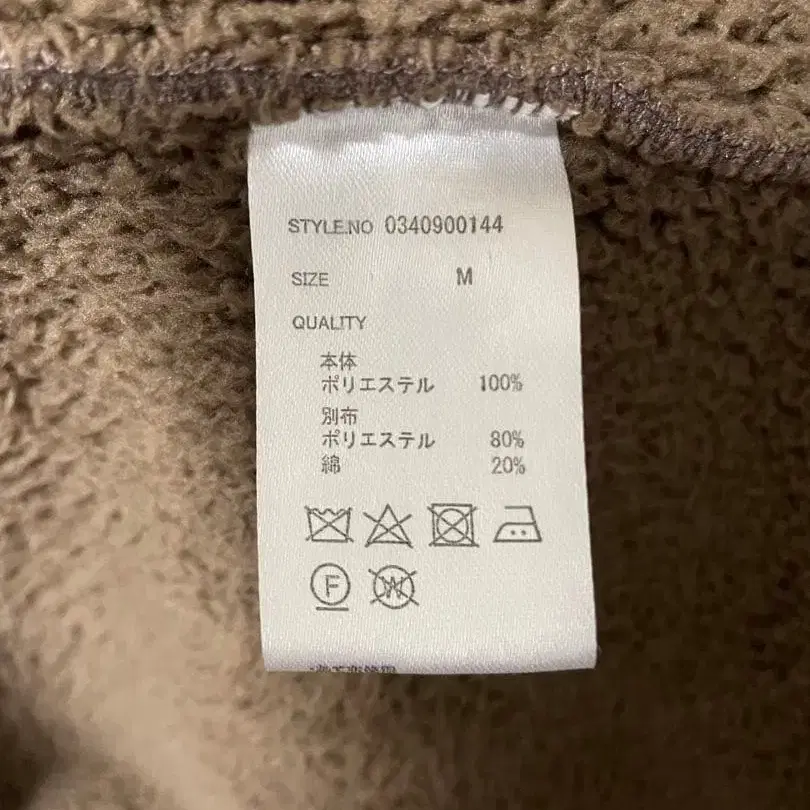 STYLE.NO 0340900144
SIZE M
QUALITY
本体
ポリエステル 100%
別布
ポリエステル 80%
綿 20%
F
W